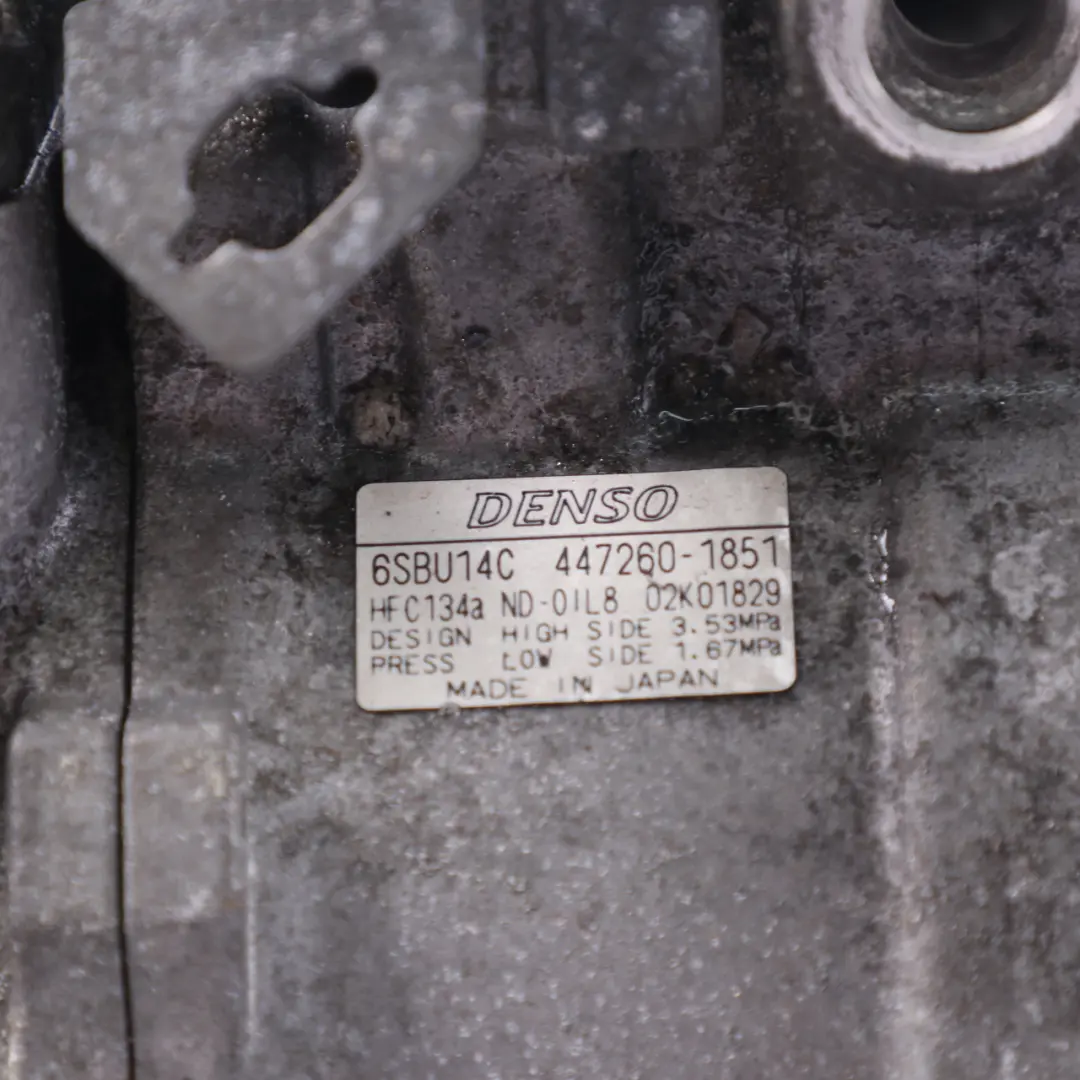 DENSO
6SBU14C 447260-1851
HFC134a ND-OIL8 02K01829
DESIGN HIGH SIDE 3.53MPa
PRESS LOW SIDE 1.67MPa
MADE IN JAPAN